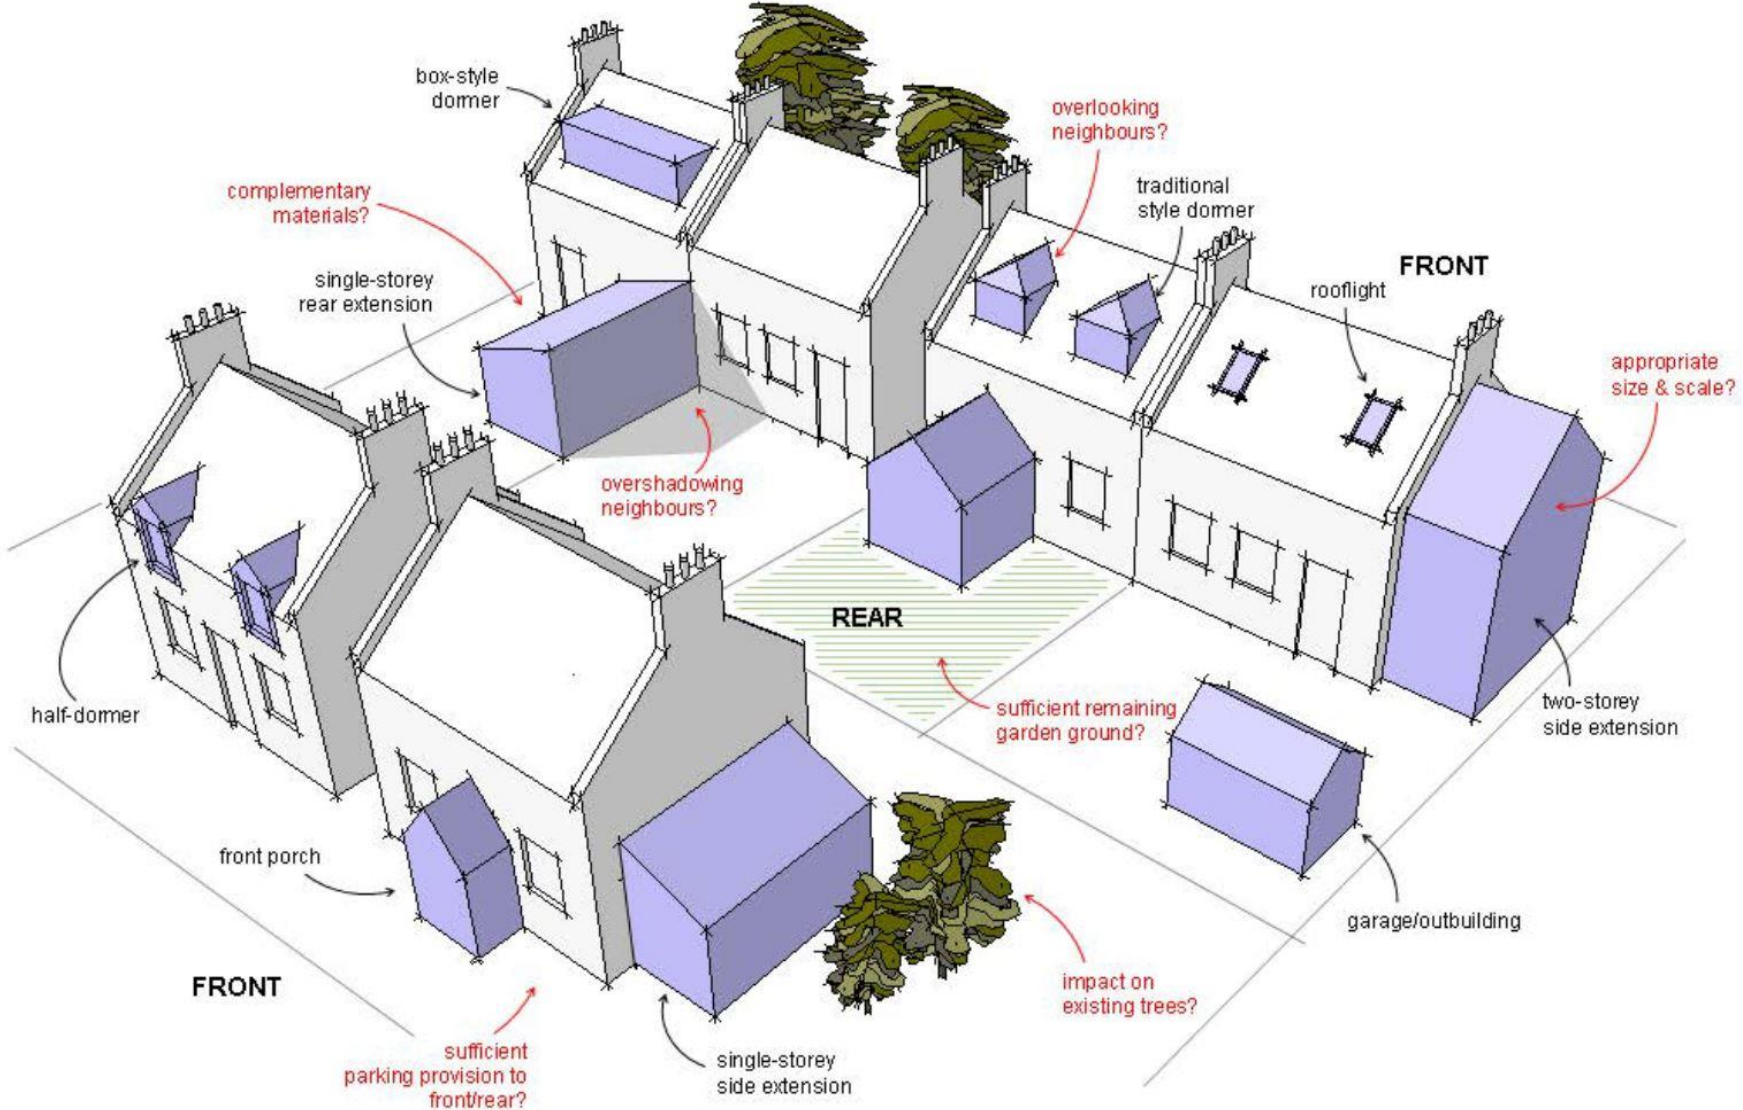 box-style
dormer
overlooking
neighbours?
complementary
materials?
traditional
style dormer
FRONT
single-storey
rear extension
rooflight
appropriate
size & scale?
overshadowing
neighbours?
REAR
half-dormer
sufficient remaining
garden ground?
two-storey
side extension
front porch
garage/outbuilding
FRONT
impact on
existing trees?
sufficient
parking provision to
front/rear?
single-storey
side extension